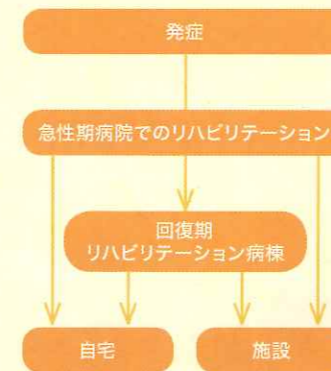 発症
急性期病院でのリハビリテーション
回復期
リハビリテーション病棟
自宅
施設